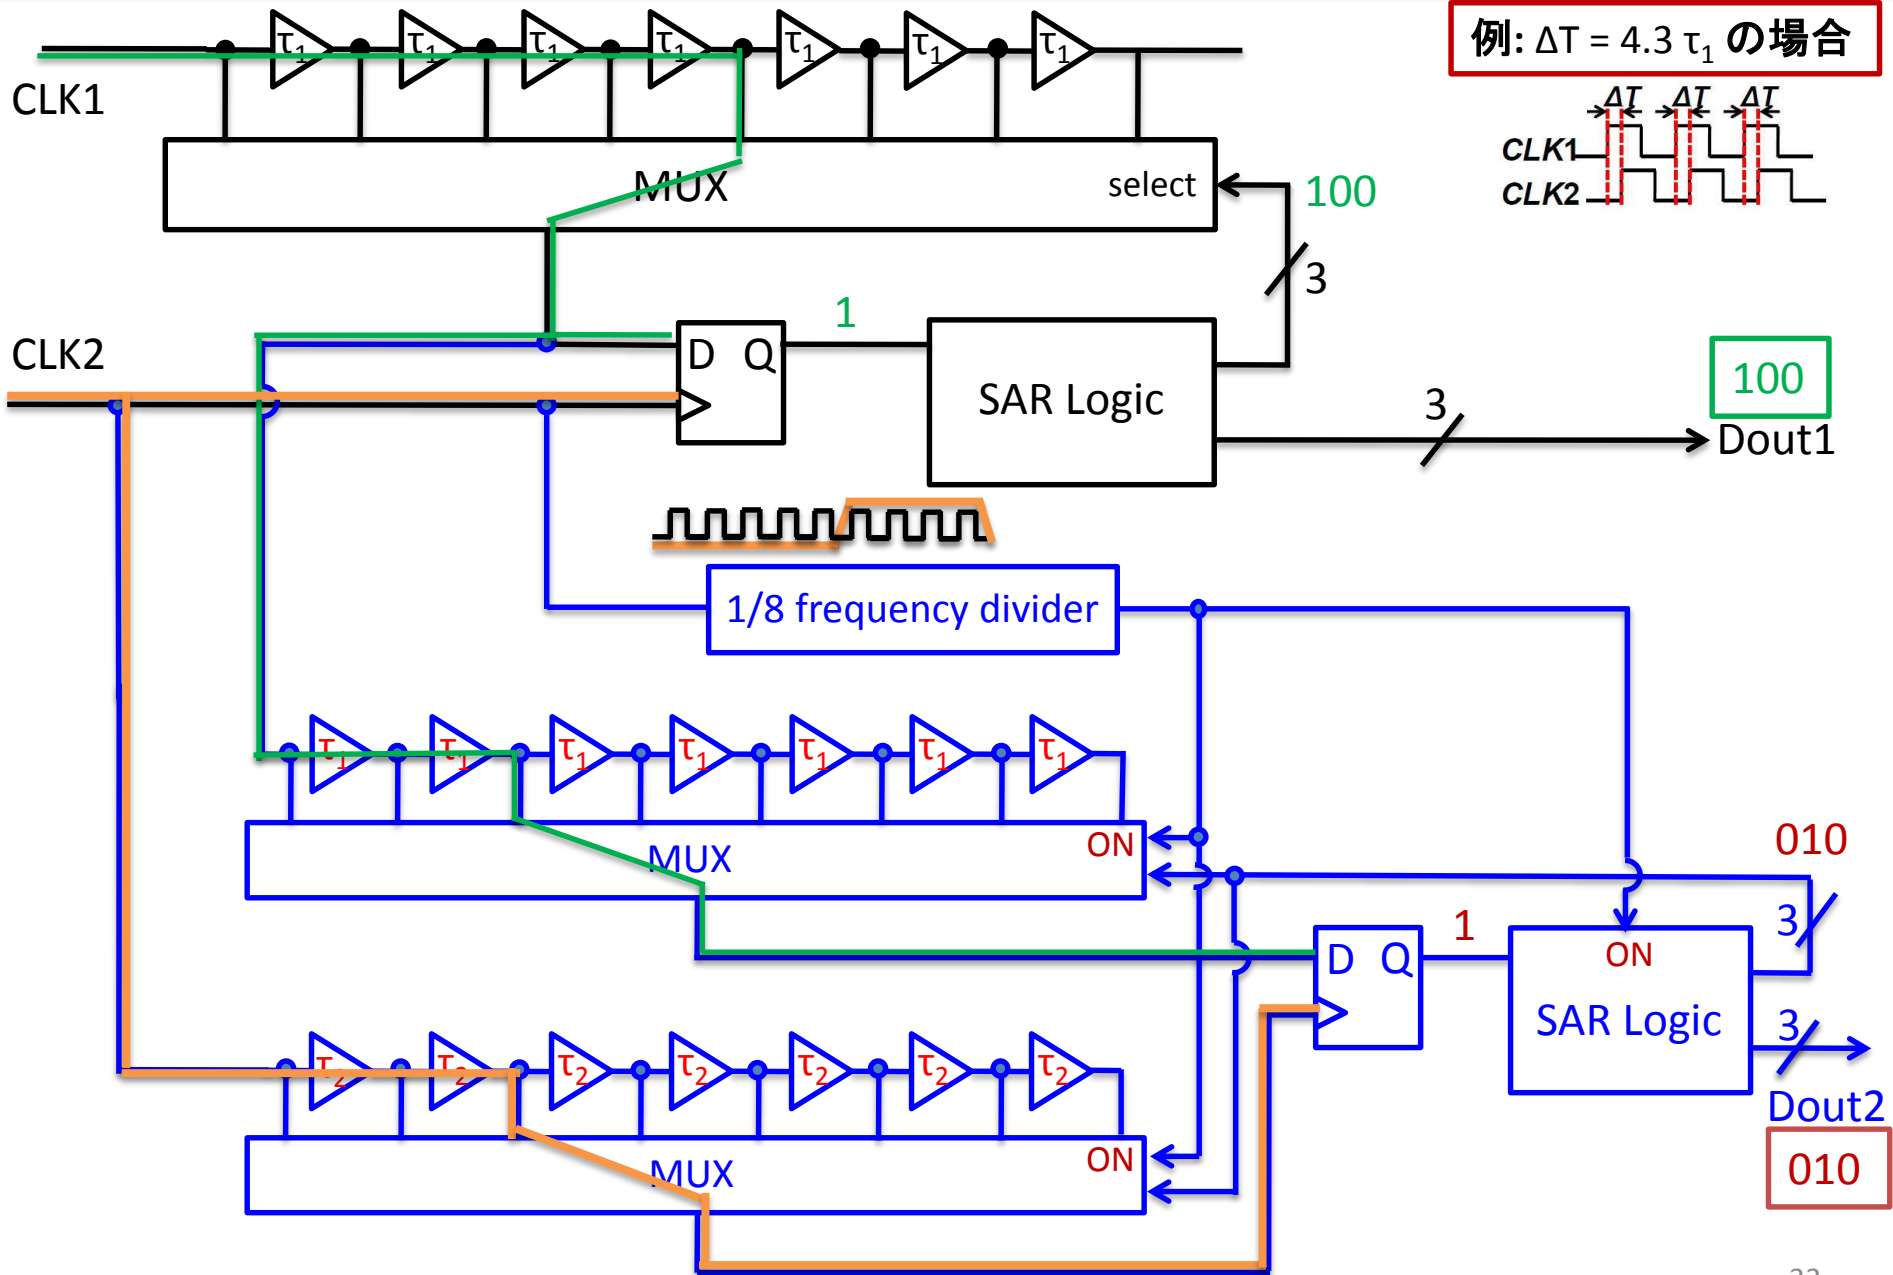 τ1 τ1 τ1 τ1 τ1 τ1 τ1
例: ΔT = 4.3 τ1 の場合
ΔT ΔT ΔT
CLK1
CLK2
CLK1
MUX
select
100
3
1
CLK2
D Q
SAR Logic
3
100
Dout1
1/8 frequency divider
τ1 τ1 τ1 τ1 τ1 τ1 τ1
MUX
ON
010
3
1
D Q
ON
SAR Logic
3
Dout2
010
τ2 τ2 τ2 τ2 τ2 τ2 τ2
MUX
ON